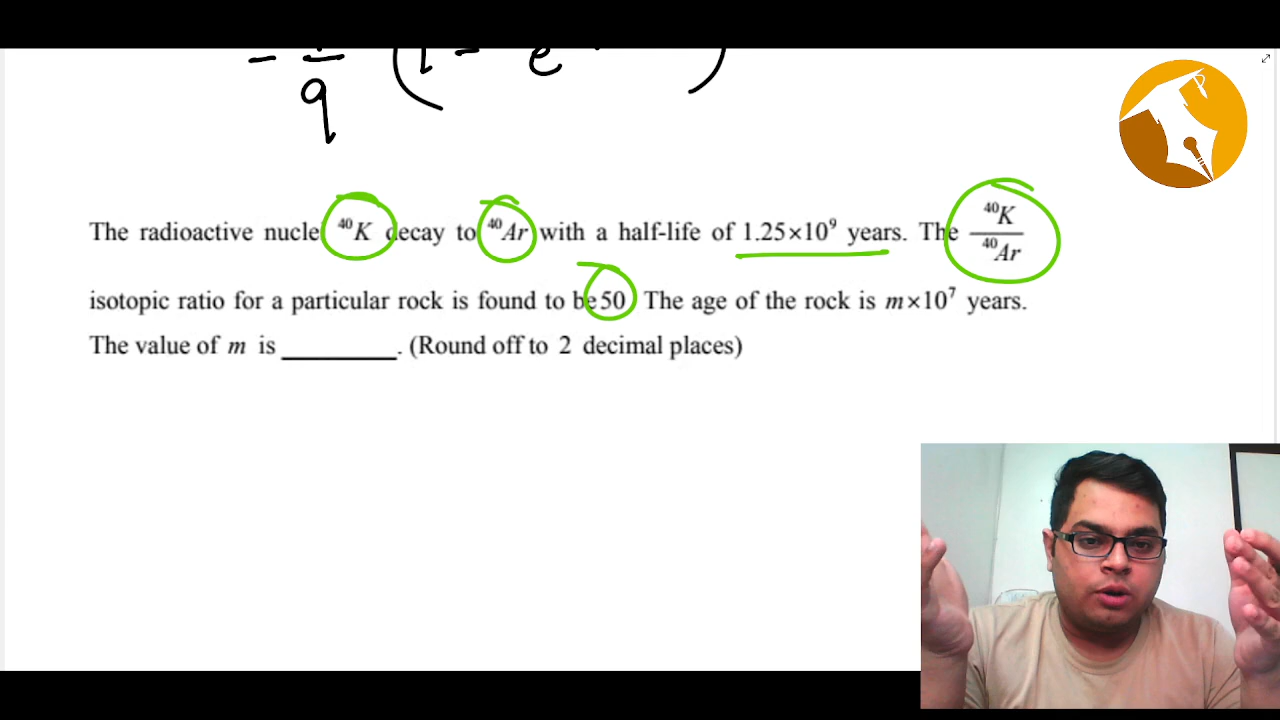 - q (1 - e )
The radioactive nuclei ⁴⁰K decay to ⁴⁰Ar with a half-life of 1.25×10⁹ years. The ⁴⁰K/⁴⁰Ar
isotopic ratio for a particular rock is found to be 50 The age of the rock is m×10⁷ years.
The value of m is ________. (Round off to 2 decimal places)